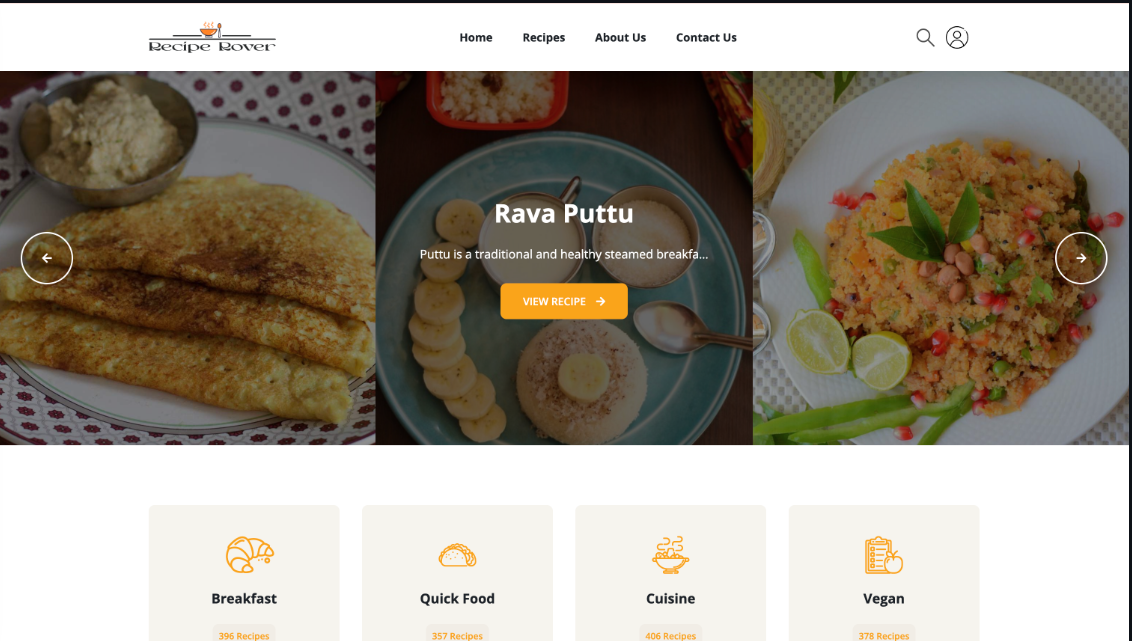 Recipe Rover
Home Recipes About Us Contact Us
Rava Puttu
Puttu is a traditional and healthy steamed breakfa...
VIEW RECIPE
Breakfast
Quick Food
Cuisine
Vegan
396 Recipes
357 Recipes
406 Recipes
378 Recipes